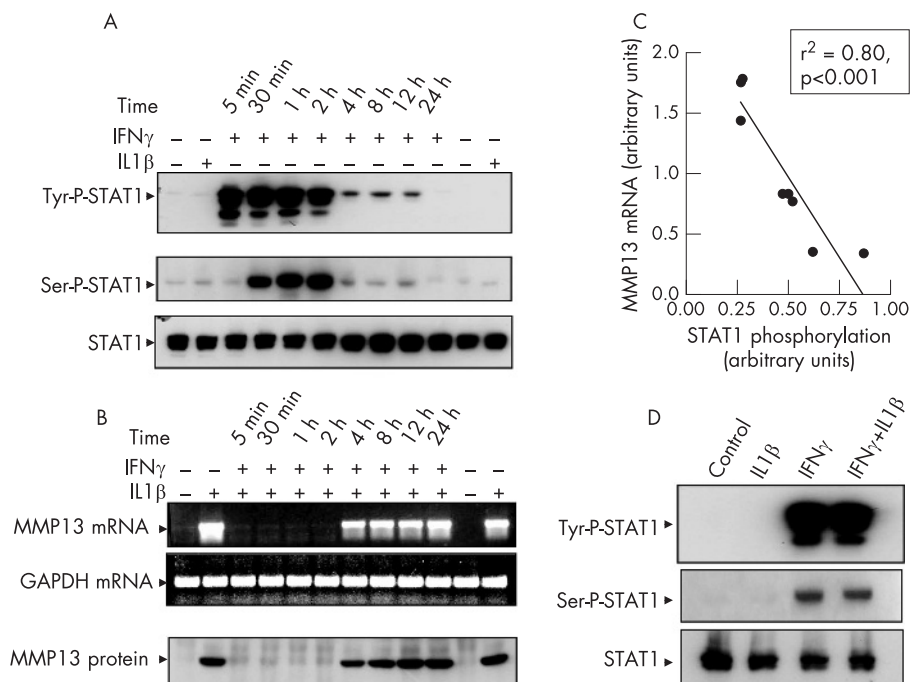 A
Time 5 min 30 min 1 h 2 h 4 h 8 h 12 h 24 h
IFNγ – – + + + + + + + + – –
IL1β – + – – – – – – – – – +
Tyr-P-STAT1
Ser-P-STAT1
STAT1
B
Time 5 min 30 min 1 h 2 h 4 h 8 h 12 h 24 h
IFNγ – – + + + + + + + + – –
IL1β – + + + + + + + + + – +
MMP13 mRNA
GAPDH mRNA
MMP13 protein
C
r² = 0.80,
p<0.001
MMP13 mRNA (arbitrary units)
2.0
1.5
1.0
0.5
0.0
0 0.25 0.50 0.75 1.00
STAT1 phosphorylation
(arbitrary units)
D
Control IL1β IFNγ IFNγ+IL1β
Tyr-P-STAT1
Ser-P-STAT1
STAT1